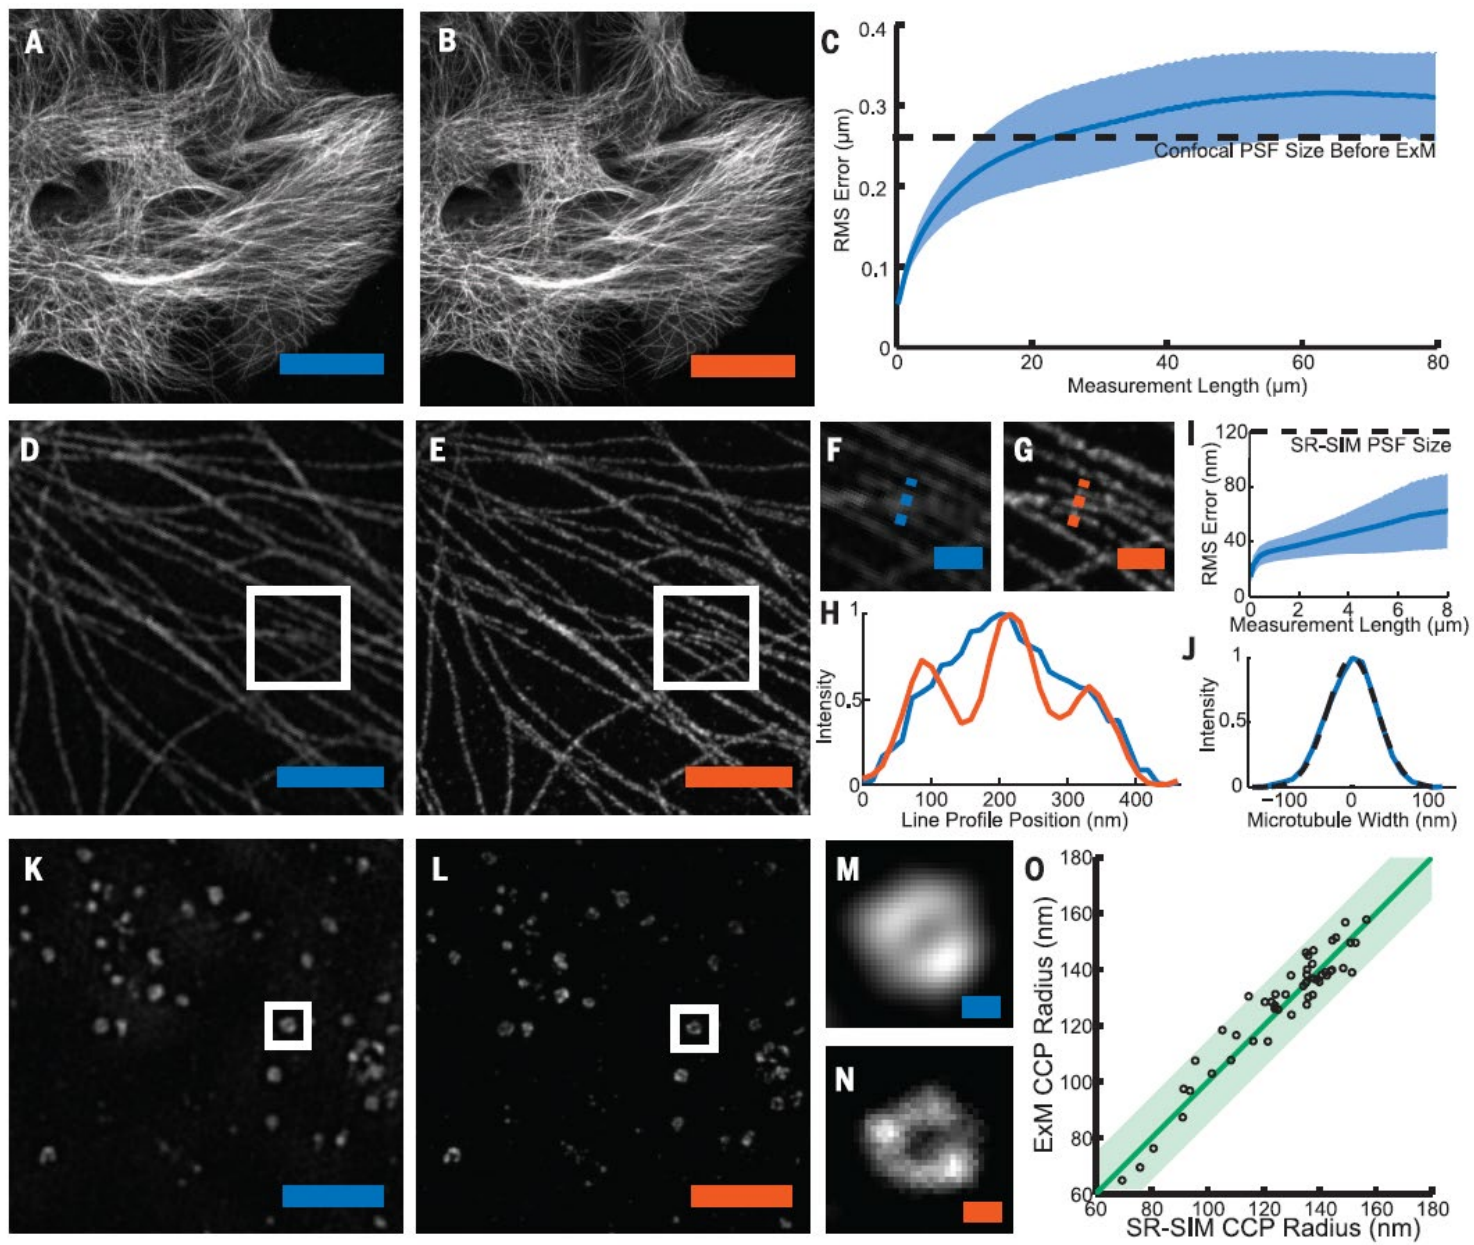 A
B
C
0.4
0.3
0.2
0.1
0
RMS Error (µm)
Confocal PSF Size Before ExM
0
20
40
60
80
Measurement Length (µm)
D
E
F
G
H
1
0.5
0
Intensity
0
100
200
300
400
Line Profile Position (nm)
I
120
80
40
0
RMS Error (nm)
SR-SIM PSF Size
0
2
4
6
8
Measurement Length (µm)
J
1
0.5
0
Intensity
−100
0
100
Microtubule Width (nm)
K
L
M
N
O
180
160
140
120
100
80
60
ExM CCP Radius (nm)
60
80
100
120
140
160
180
SR-SIM CCP Radius (nm)